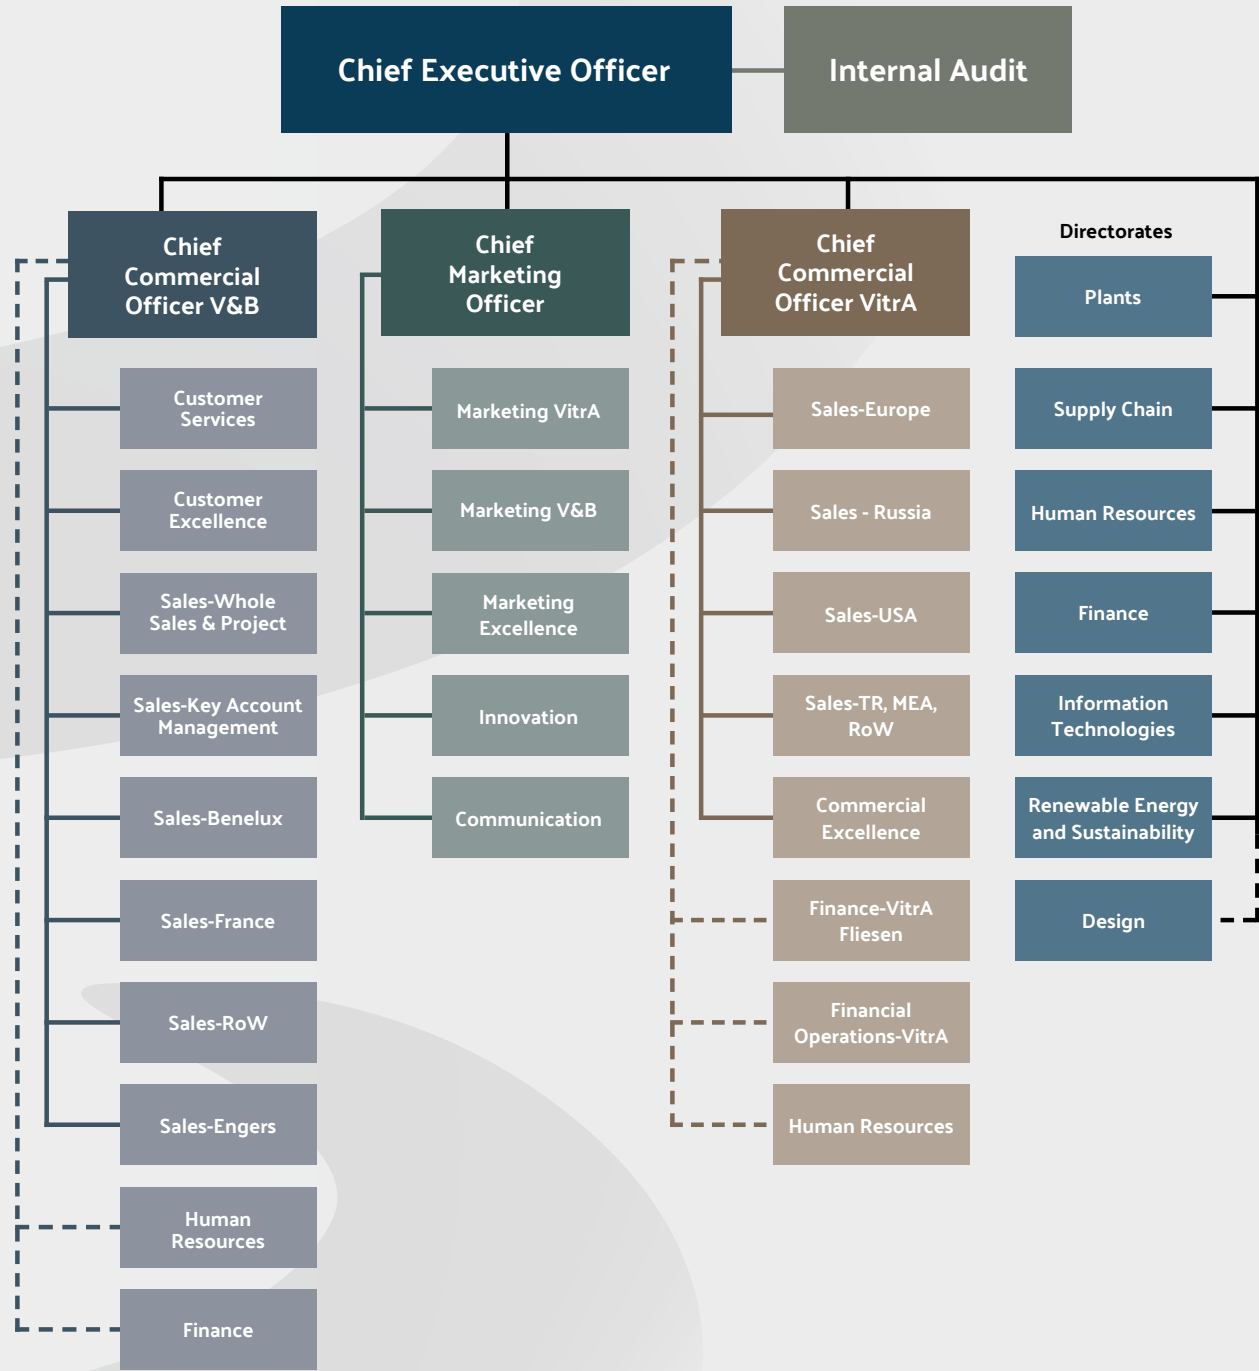 Chief Executive Officer
Internal Audit
Chief
Commercial
Officer V&B
Customer
Services
Customer
Excellence
Sales-Whole
Sales & Project
Sales-Key Account
Management
Sales-Benelux
Sales-France
Sales-RoW
Sales-Engers
Human
Resources
Finance
Chief
Marketing
Officer
Marketing VitrA
Marketing V&B
Marketing
Excellence
Innovation
Communication
Chief
Commercial
Officer VitrA
Sales-Europe
Sales - Russia
Sales-USA
Sales-TR, MEA,
RoW
Commercial
Excellence
Finance-VitrA
Fliesen
Financial
Operations-VitrA
Human Resources
Directorates
Plants
Supply Chain
Human Resources
Finance
Information
Technologies
Renewable Energy
and Sustainability
Design